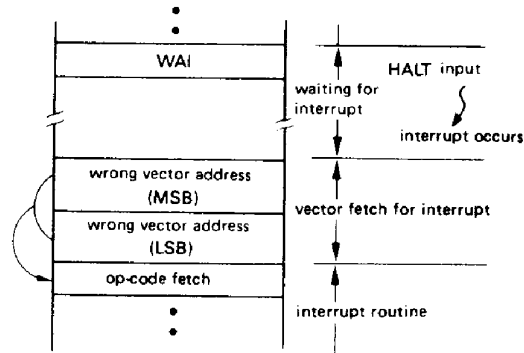 WAI
wrong vector address
(MSB)
wrong vector address
(LSB)
op-code fetch
waiting for
interrupt
HALT input
interrupt occurs
vector fetch for interrupt
interrupt routine